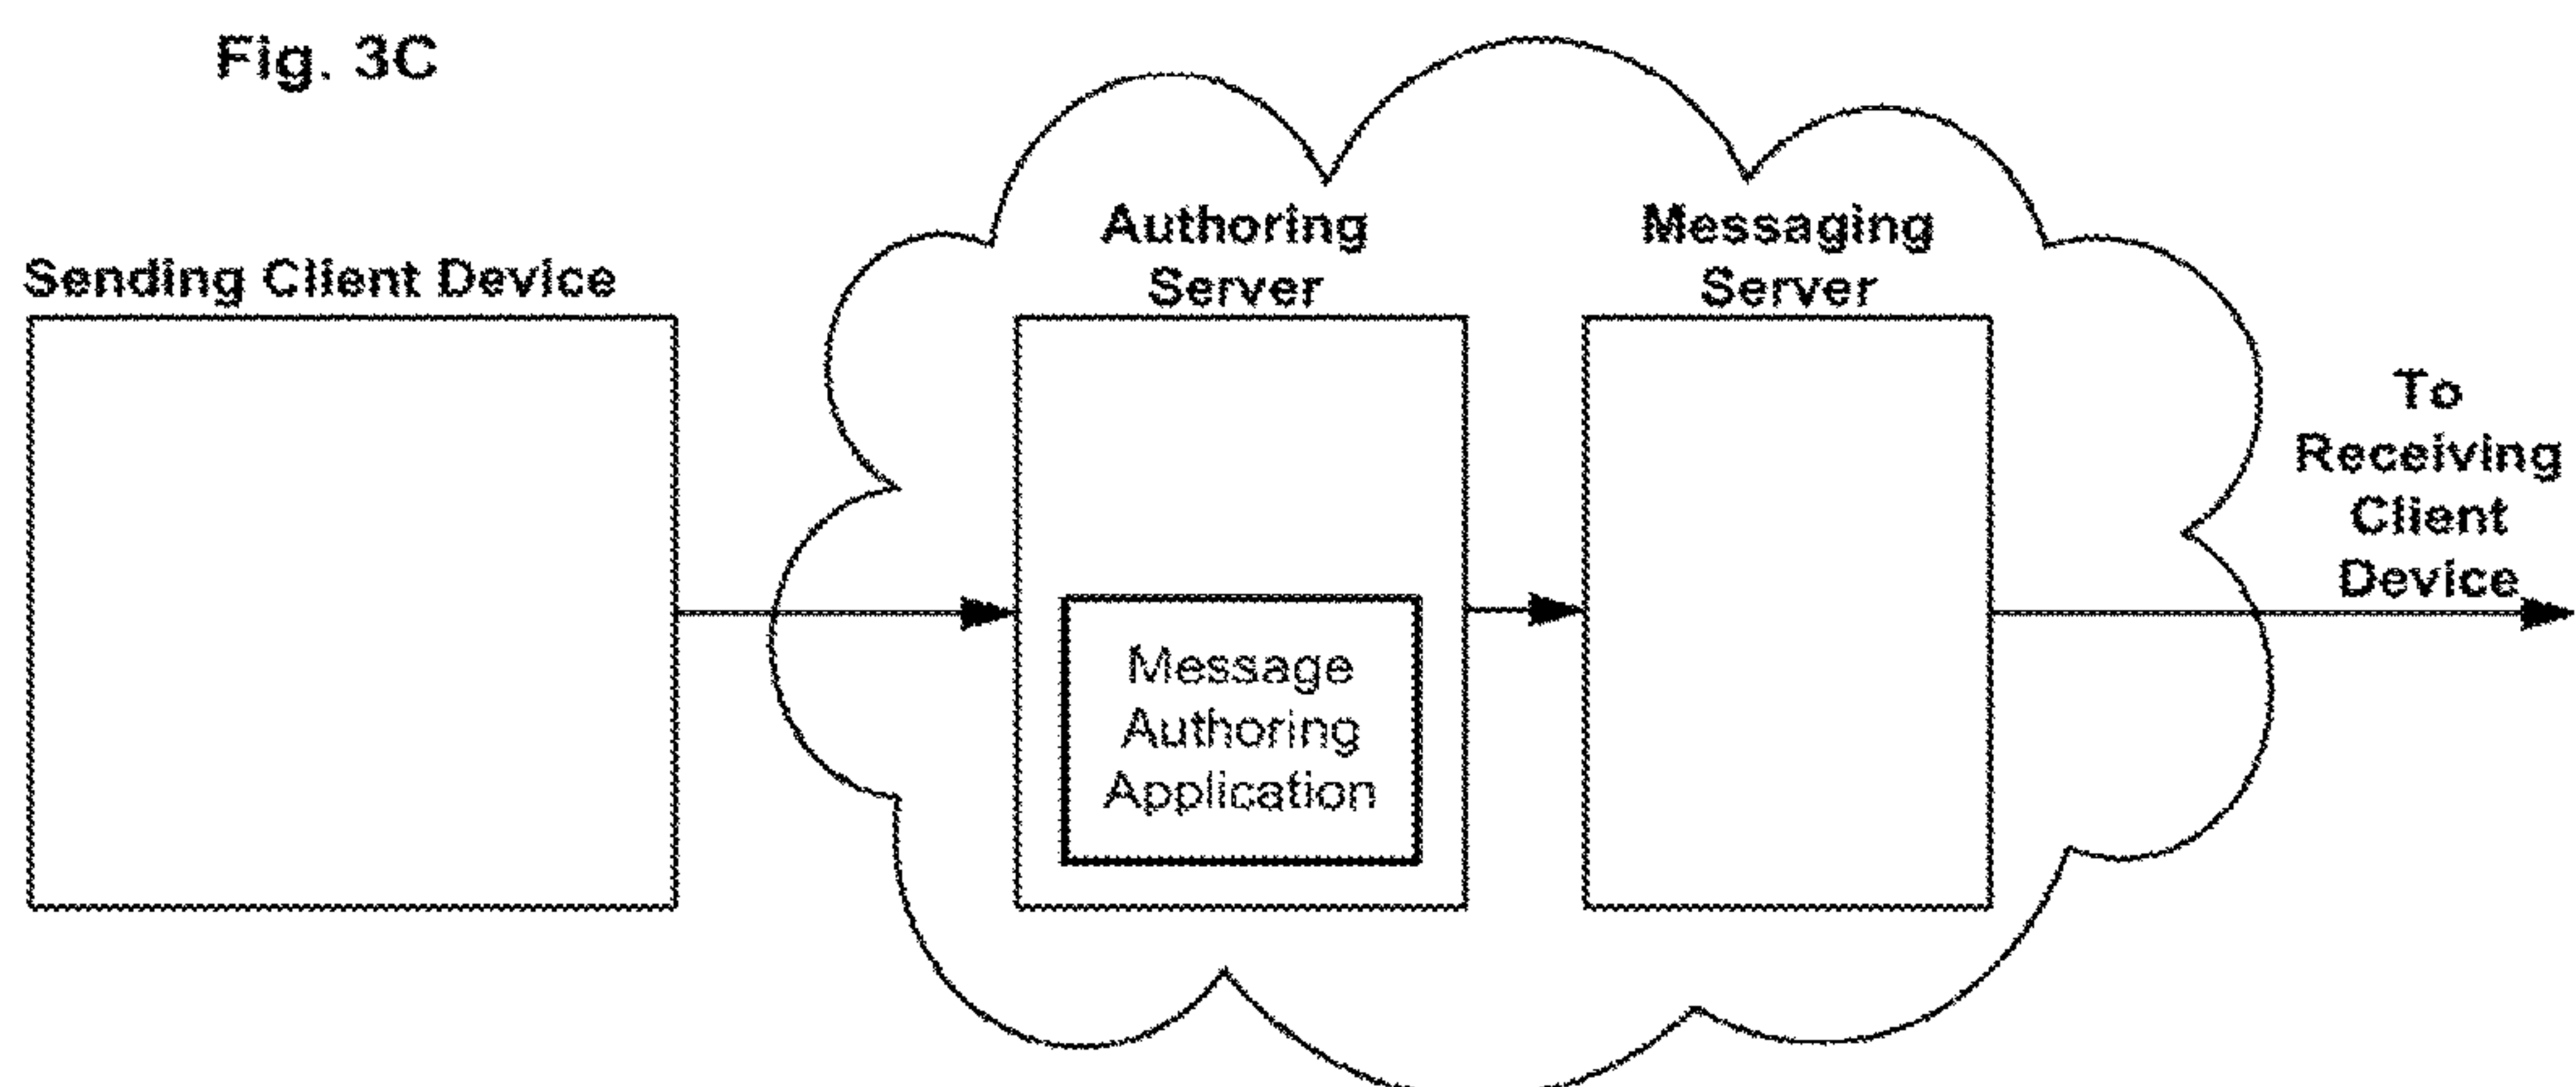 Fig. 3C
Sending Client Device
Authoring
Server
Messaging
Server
To
Receiving
Client
Device
Message
Authoring
Application